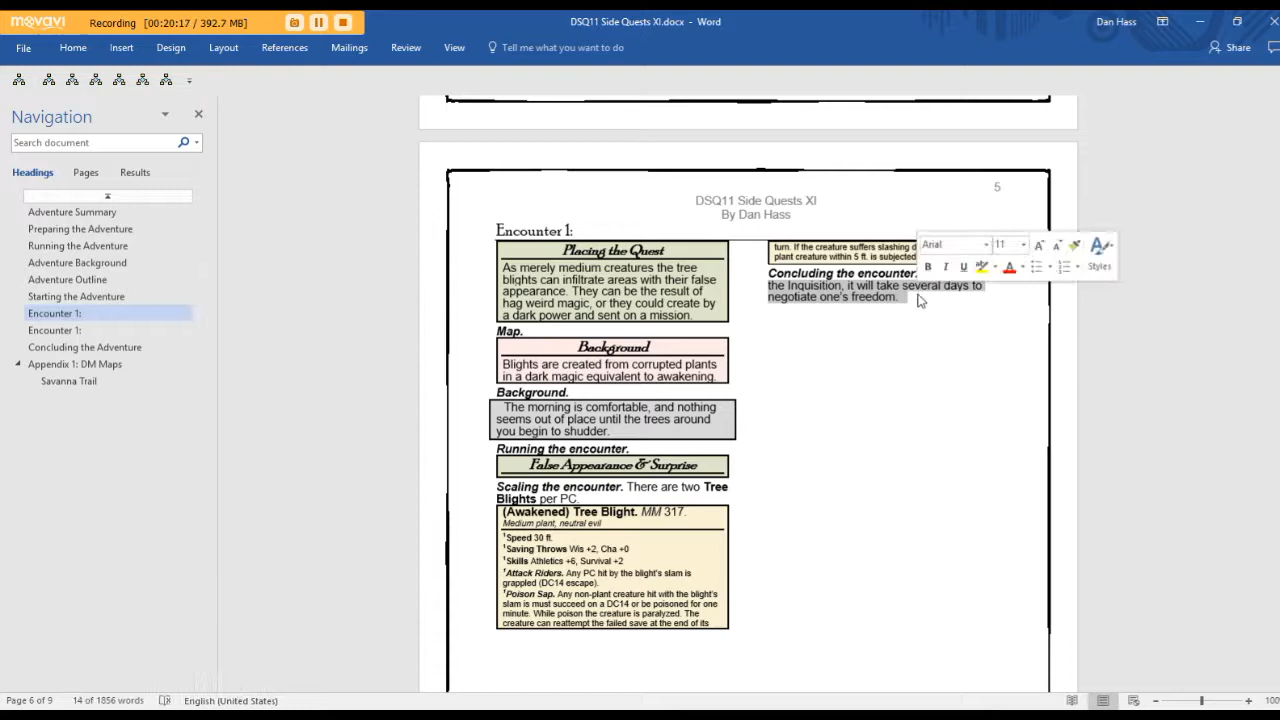 movavi Recording (00:20:17 / 392.7 MB)
DSQ11 Side Quests XI.docx - Word
Dan Hass
File Home Insert Design Layout References Mailings Review View Tell me what you want to do
Share
Navigation
Search document
Headings Pages Results
Adventure Summary
Preparing the Adventure
Running the Adventure
Adventure Background
Adventure Outline
Starting the Adventure
Encounter 1:
Encounter 1:
Concluding the Adventure
Appendix 1: DM Maps
Savanna Trail
5
DSQ11 Side Quests XI
By Dan Hass
Encounter 1:
Placing the Quest
As merely medium creatures the tree
blights can infiltrate areas with their false
appearance. They can be the result of
hag weird magic, or they could create by
a dark power and sent on a mission.
Map.
Background
Blights are created from corrupted plants
in a dark magic equivalent to awakening.
Background.
The morning is comfortable, and nothing
seems out of place until the trees around
you begin to shudder.
Running the encounter.
False Appearance & Surprise
Scaling the encounter. There are two Tree
Blights per PC.
(Awakened) Tree Blight. MM 317.
Medium plant, neutral evil
¹Speed 30 ft.
¹Saving Throws Wis +2, Cha +0
¹Skills Athletics +6, Survival +2
¹Attack Riders. Any PC hit by the blight's slam is
grappled (DC14 escape).
¹Poison Sap. Any non-plant creature hit with the blight's
slam is must succeed on a DC14 or be poisoned for one
minute. While poison the creature is paralyzed. The
creature can reattempt the failed save at the end of its
turn. If the creature suffers slashing
plant creature within 5 ft. is subjected
Concluding the encounter.
the Inquisition, it will take several days to
negotiate one's freedom.
Arial 11
B I U Styles
Page 6 of 9 14 of 1856 words English (United States)
100